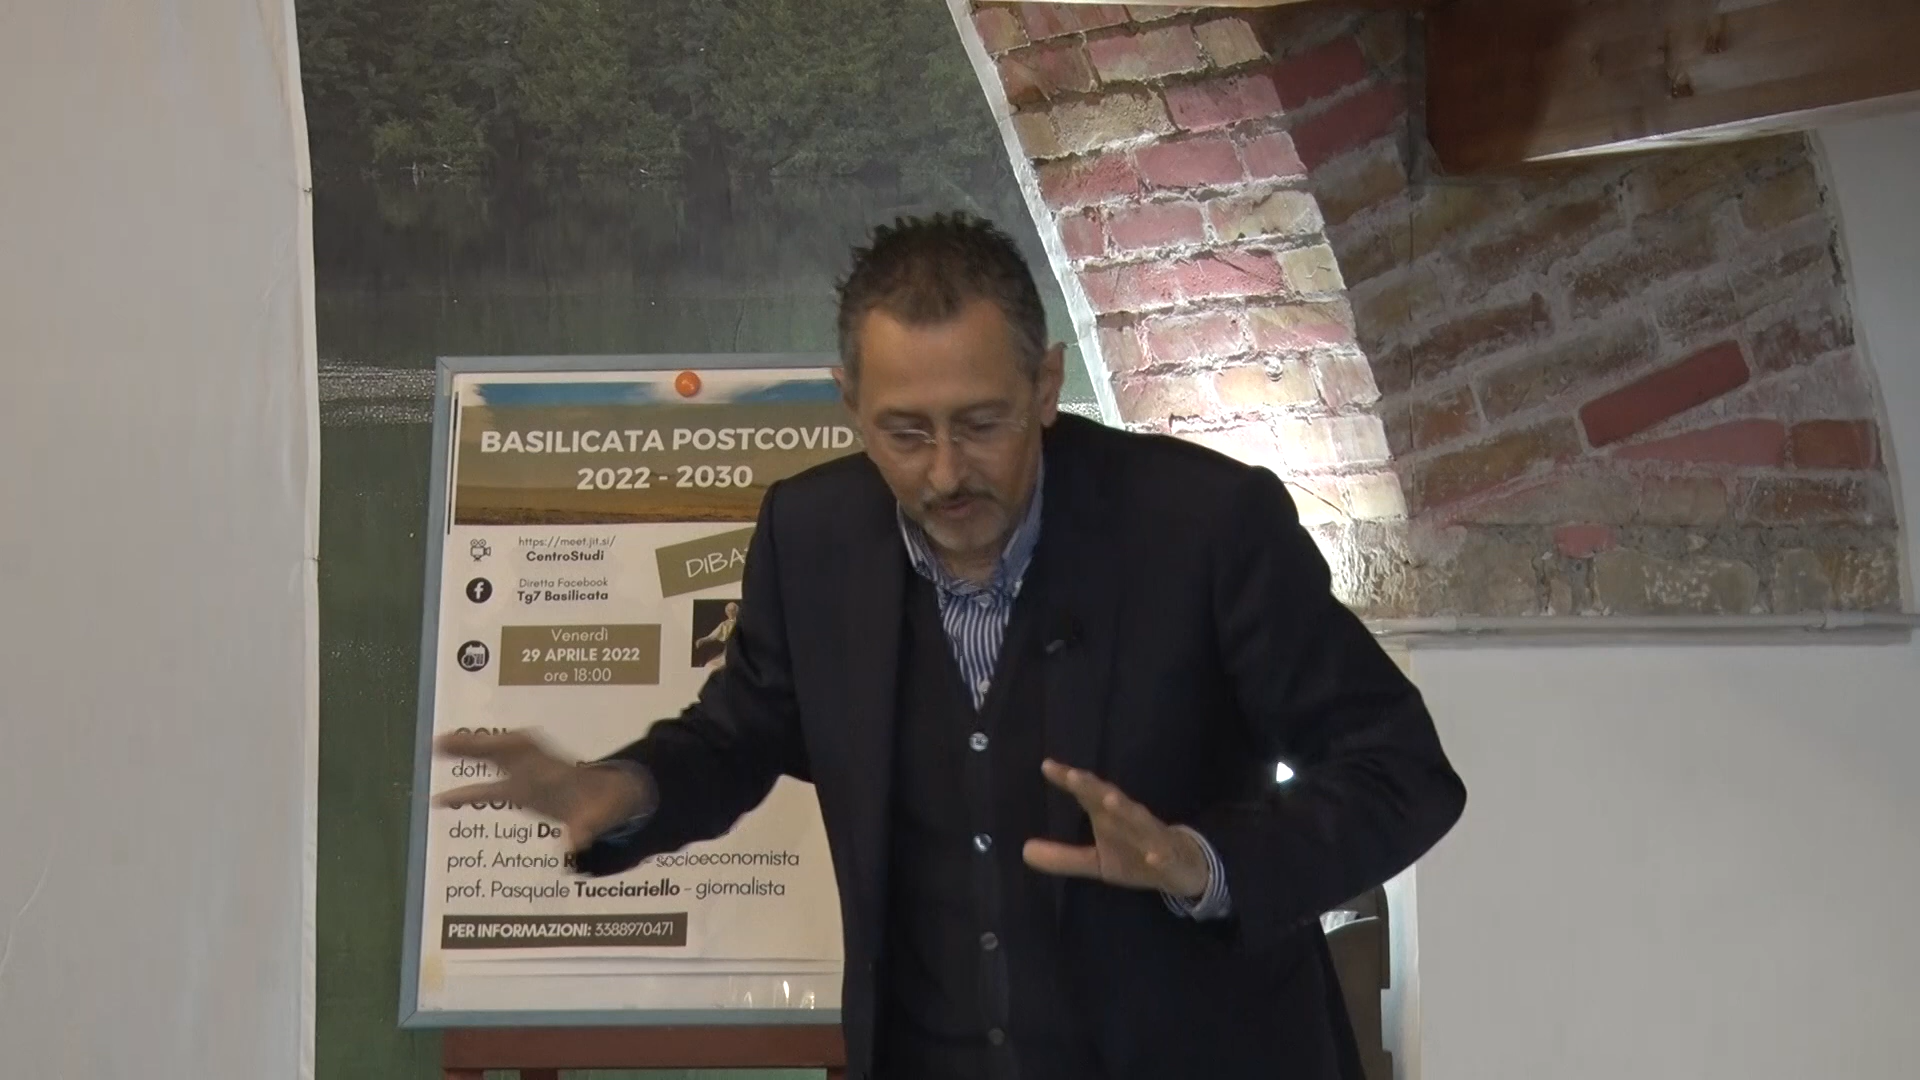 BASILICATA POSTCOVID
2022 - 2030
https://meet.jit.si/
CentroStudi
Diretta Facebook
Tg7 Basilicata
Venerdì
29 APRILE 2022
ore 18:00
dott.
dott. Luigi De
prof. Antonio - socioeconomista
prof. Pasquale Tucciariello - giornalista
PER INFORMAZIONI: 3388970471